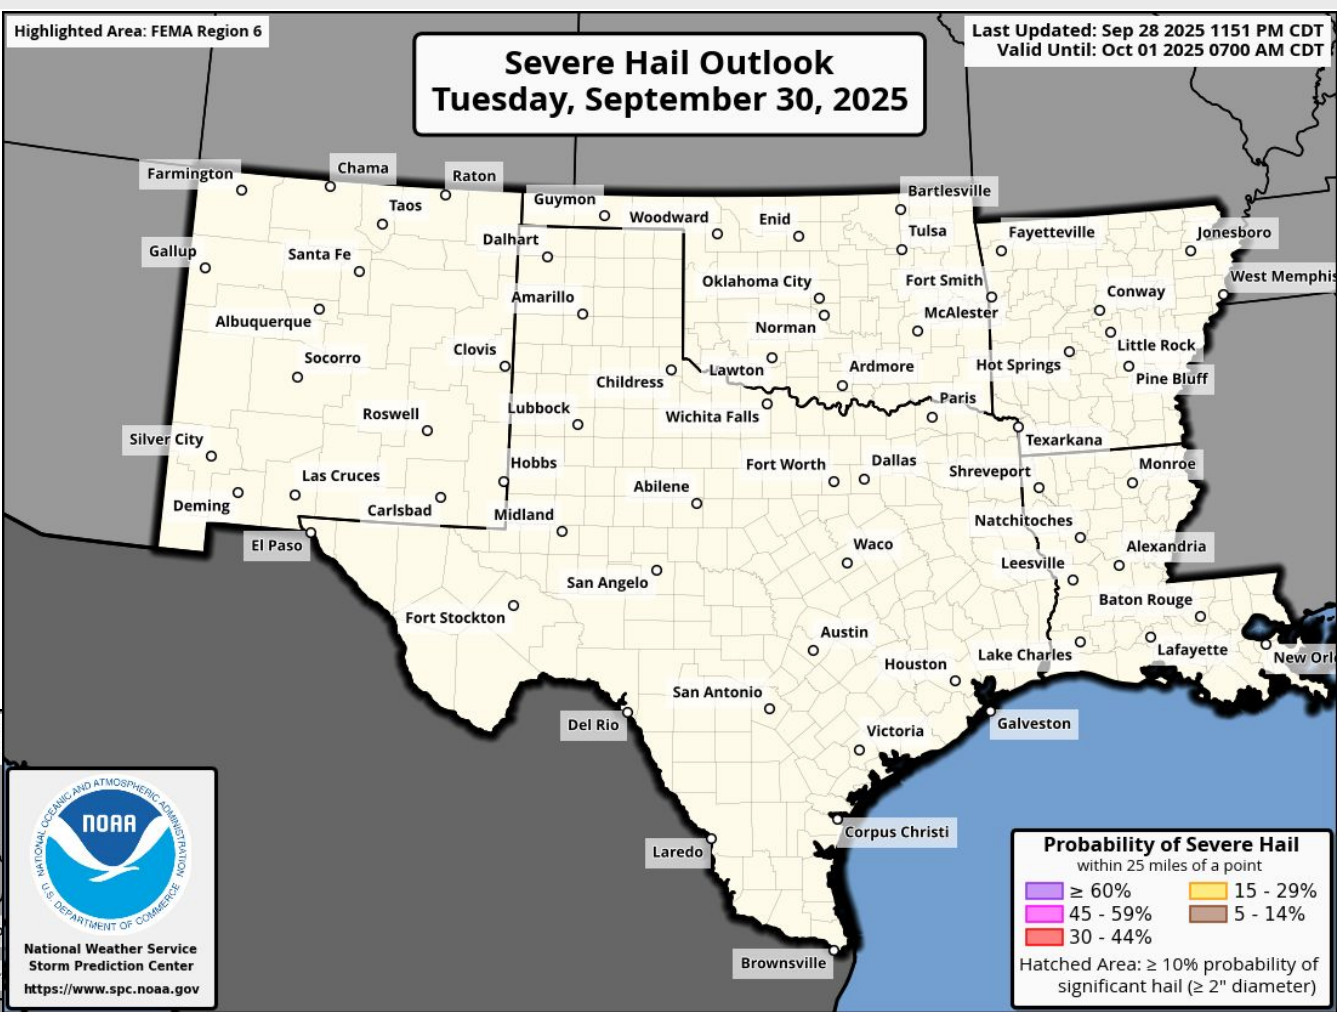 Highlighted Area: FEMA Region 6
Last Updated: Sep 28 2025 1151 PM CDT
Valid Until: Oct 01 2025 0700 AM CDT
Severe Hail Outlook
Tuesday, September 30, 2025
Farmington
Chama
Raton
Taos
Guymon
Woodward
Enid
Bartlesville
Tulsa
Fayetteville
Jonesboro
Gallup
Santa Fe
Dalhart
Amarillo
Oklahoma City
Fort Smith
Conway
West Memphis
Albuquerque
Norman
McAlester
Little Rock
Socorro
Clovis
Childress
Lawton
Ardmore
Hot Springs
Pine Bluff
Roswell
Lubbock
Wichita Falls
Paris
Texarkana
Silver City
Las Cruces
Hobbs
Abilene
Fort Worth
Dallas
Shreveport
Monroe
Deming
Carlsbad
Midland
Natchitoches
El Paso
San Angelo
Waco
Leesville
Alexandria
Fort Stockton
Baton Rouge
Austin
Houston
Lake Charles
Lafayette
New Orl
Del Rio
San Antonio
Victoria
Galveston
Laredo
Corpus Christi
Brownsville
NATIONAL OCEANIC AND ATMOSPHERIC ADMINISTRATION
NOAA
U.S. DEPARTMENT OF COMMERCE
National Weather Service
Storm Prediction Center
https://www.spc.noaa.gov
Probability of Severe Hail
within 25 miles of a point
≥ 60%
15 - 29%
45 - 59%
5 - 14%
30 - 44%
Hatched Area: ≥ 10% probability of
significant hail (≥ 2" diameter)